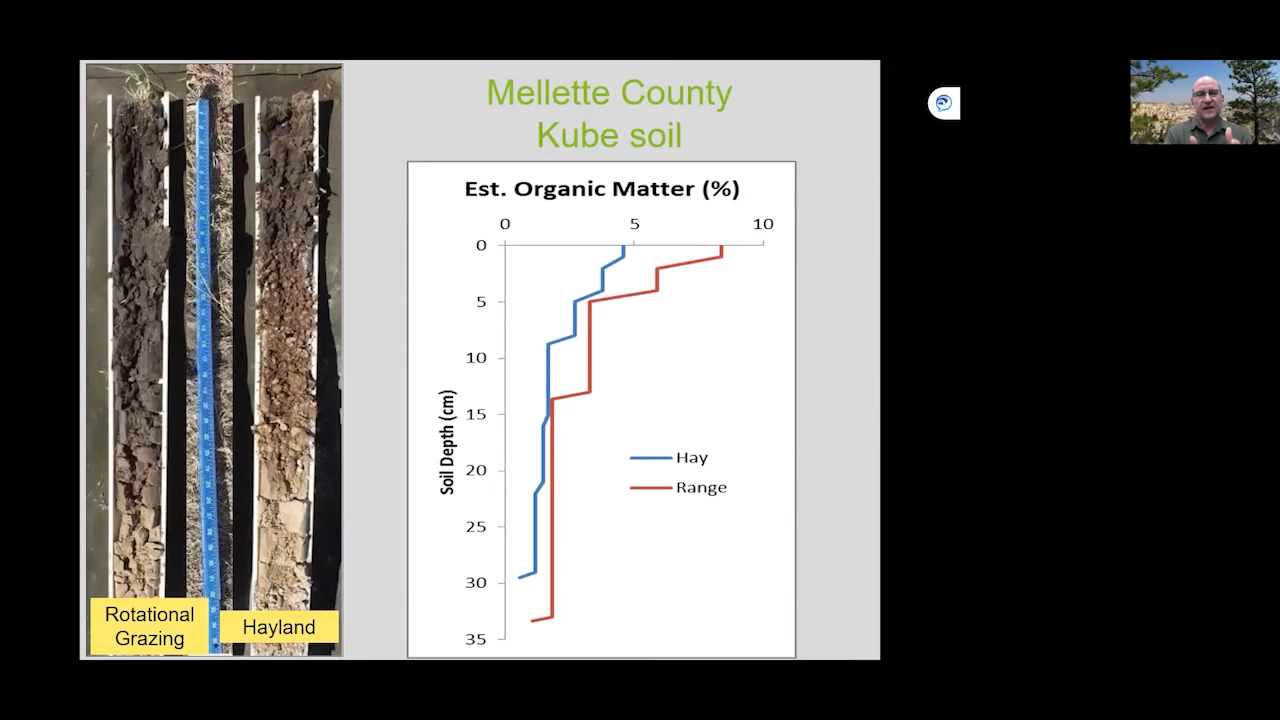 Mellette County
Kube soil
Est. Organic Matter (%)
0 5 10
0
5
10
15
20
25
30
35
Soil Depth (cm)
Hay
Range
Rotational
Grazing
Hayland